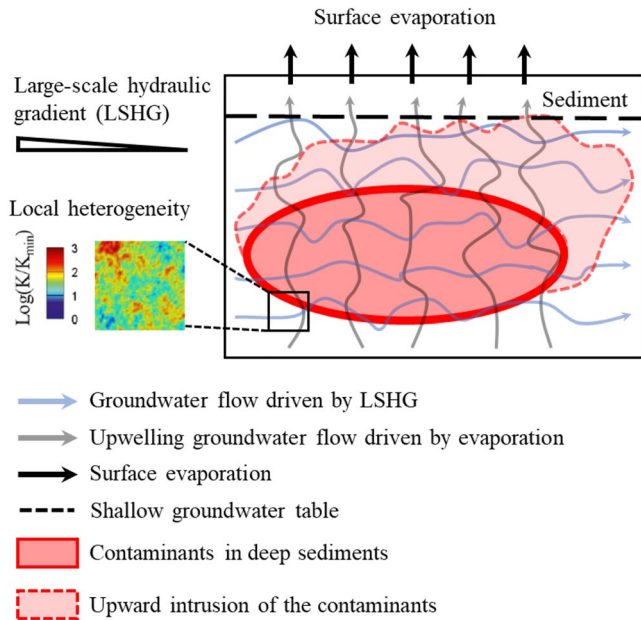 Surface evaporation
Large-scale hydraulic
gradient (LSHG)
Sediment
Local heterogeneity
Log(K/Kmin)
3
2
1
0
Groundwater flow driven by LSHG
Upwelling groundwater flow driven by evaporation
Surface evaporation
Shallow groundwater table
Contaminants in deep sediments
Upward intrusion of the contaminants